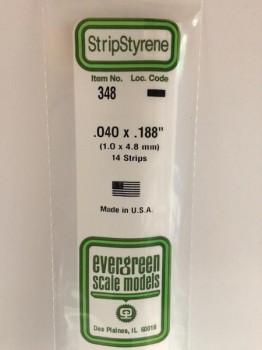 StripStyrene
Item No. Loc. Code
348
.040 x .188"
(1.0 x 4.8 mm)
14 Strips
Made in U.S.A.
evergreen
scale models
Des Plaines, IL 60018